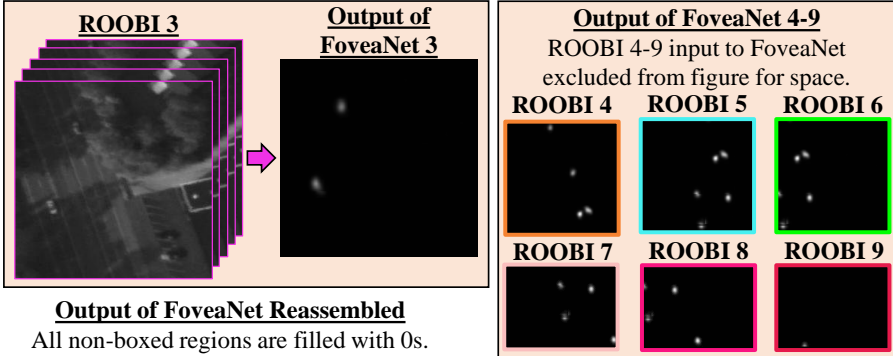 ROOBI 3
Output of
FoveaNet 3
Output of FoveaNet Reassembled
All non-boxed regions are filled with 0s.
Output of FoveaNet 4-9
ROOBI 4-9 input to FoveaNet
excluded from figure for space.
ROOBI 4 ROOBI 5 ROOBI 6
ROOBI 7 ROOBI 8 ROOBI 9